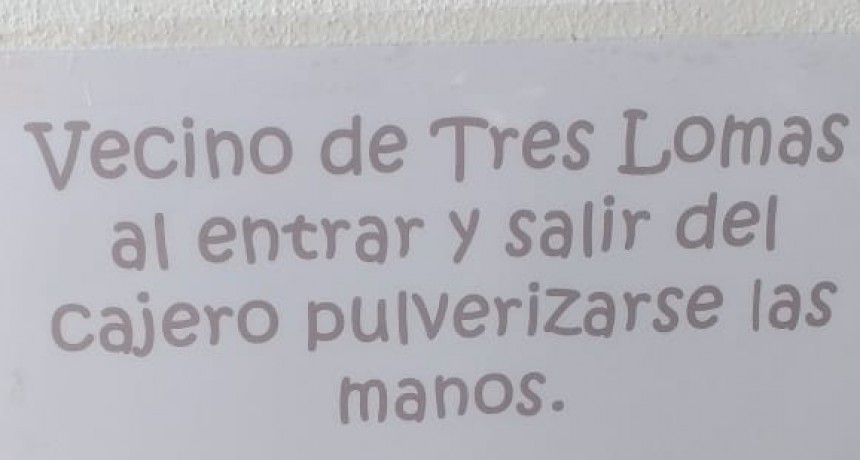 Vecino de Tres Lomas
al entrar y salir del
cajero pulverizarse las
manos.